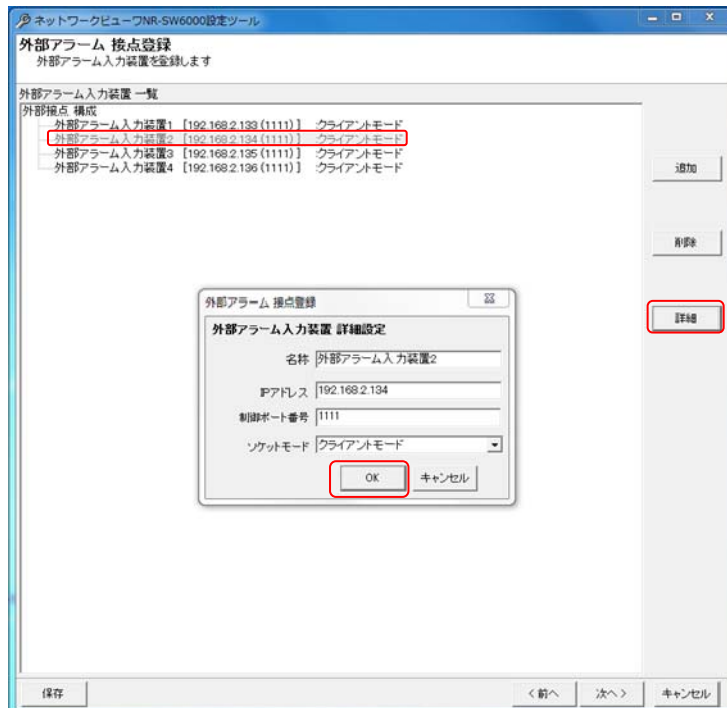 ネットワークビューワNR-SW6000設定ツール
外部アラーム 接点登録
外部アラーム入力装置を登録します
外部アラーム入力装置 一覧
外部接点 構成
外部アラーム入力装置1 [192.168.2.133 (1111) ] :クライアントモード
外部アラーム入力装置2 [192.168.2.134 (1111) ] :クライアントモード
外部アラーム入力装置3 [192.168.2.135 (1111) ] :クライアントモード
外部アラーム入力装置4 [192.168.2.136 (1111) ] :クライアントモード
追加
削除
詳細
外部アラーム 接点登録
外部アラーム入力装置 詳細設定
名称 外部アラーム入力装置2
IPアドレス 192.168.2.134
制御ポート番号 1111
ソケットモード クライアントモード
OK キャンセル
保存 <前へ 次へ> キャンセル